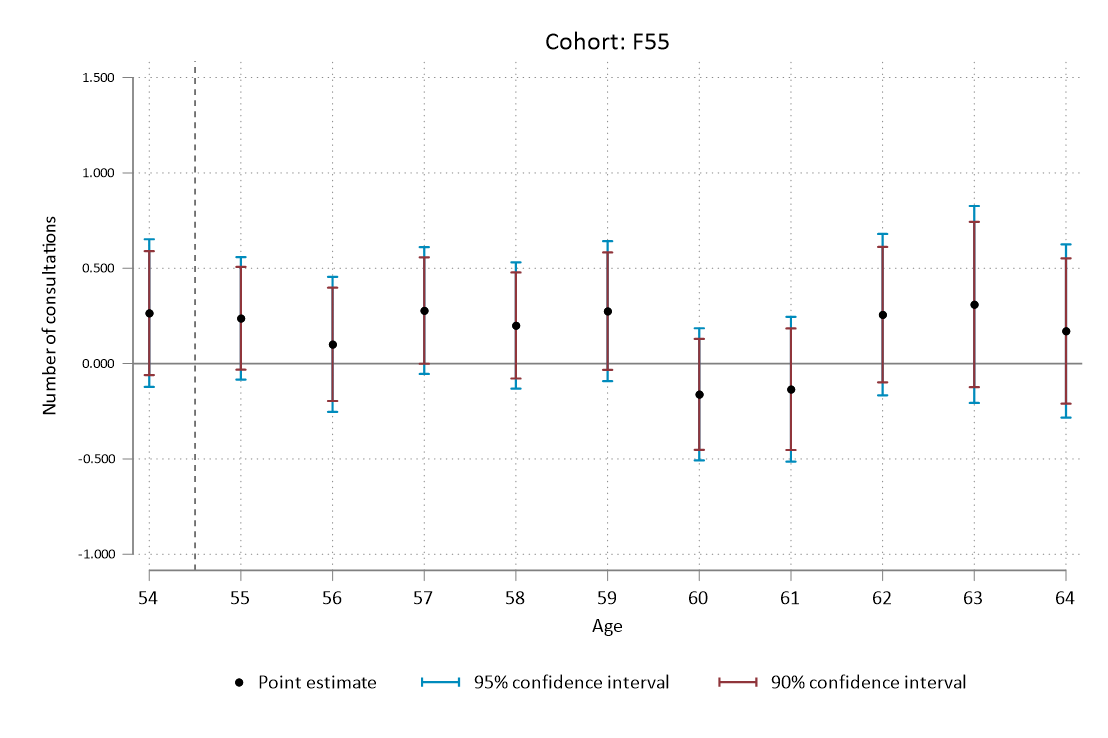 Cohort: F55
1.500
1.000
0.500
0.000
-0.500
-1.000
Number of consultations
54 55 56 57 58 59 60 61 62 63 64
Age
Point estimate 95% confidence interval 90% confidence interval